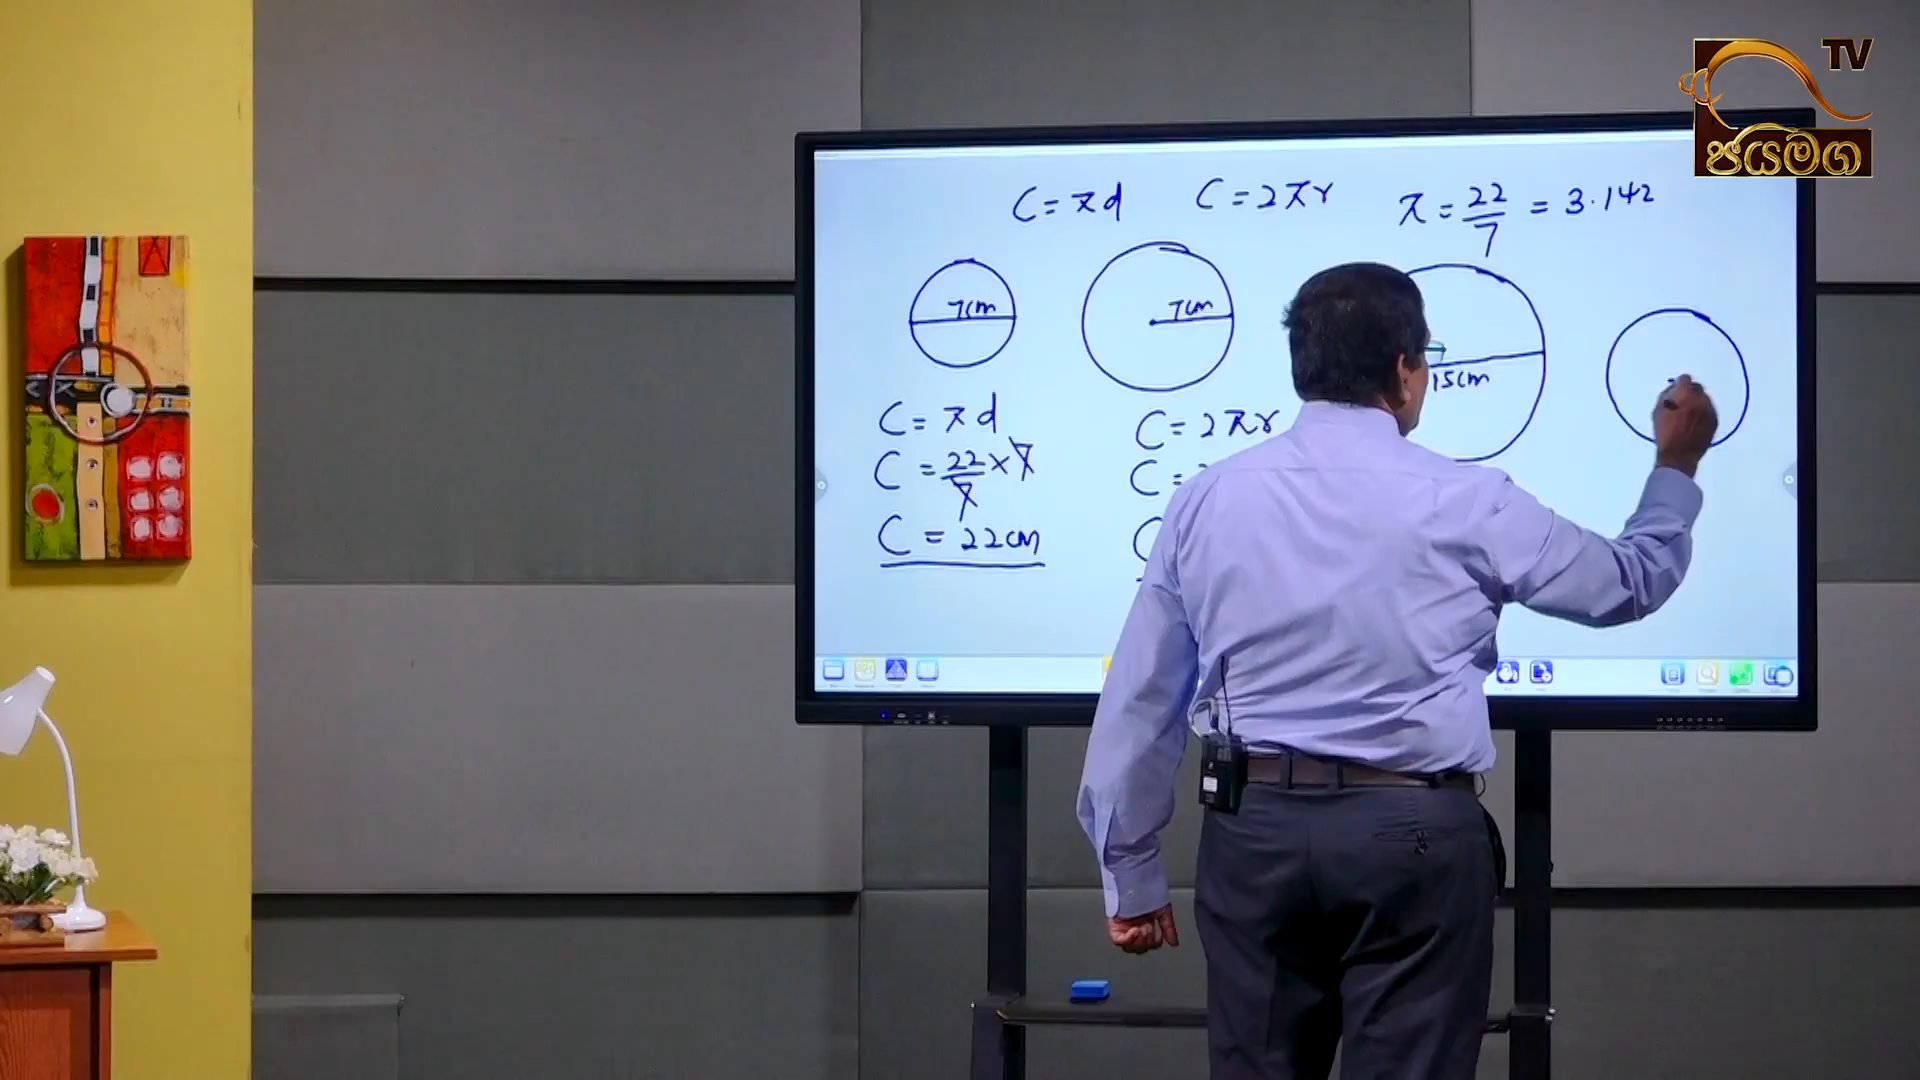 TV
ජයමග
C = πd C = 2πr π = 22/7 = 3.142
7cm 7cm
15cm
C = πd C = 2πr
C = 22/7 × 7 C =
C = 22cm C